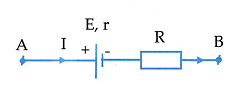 E, r
A I + - R B